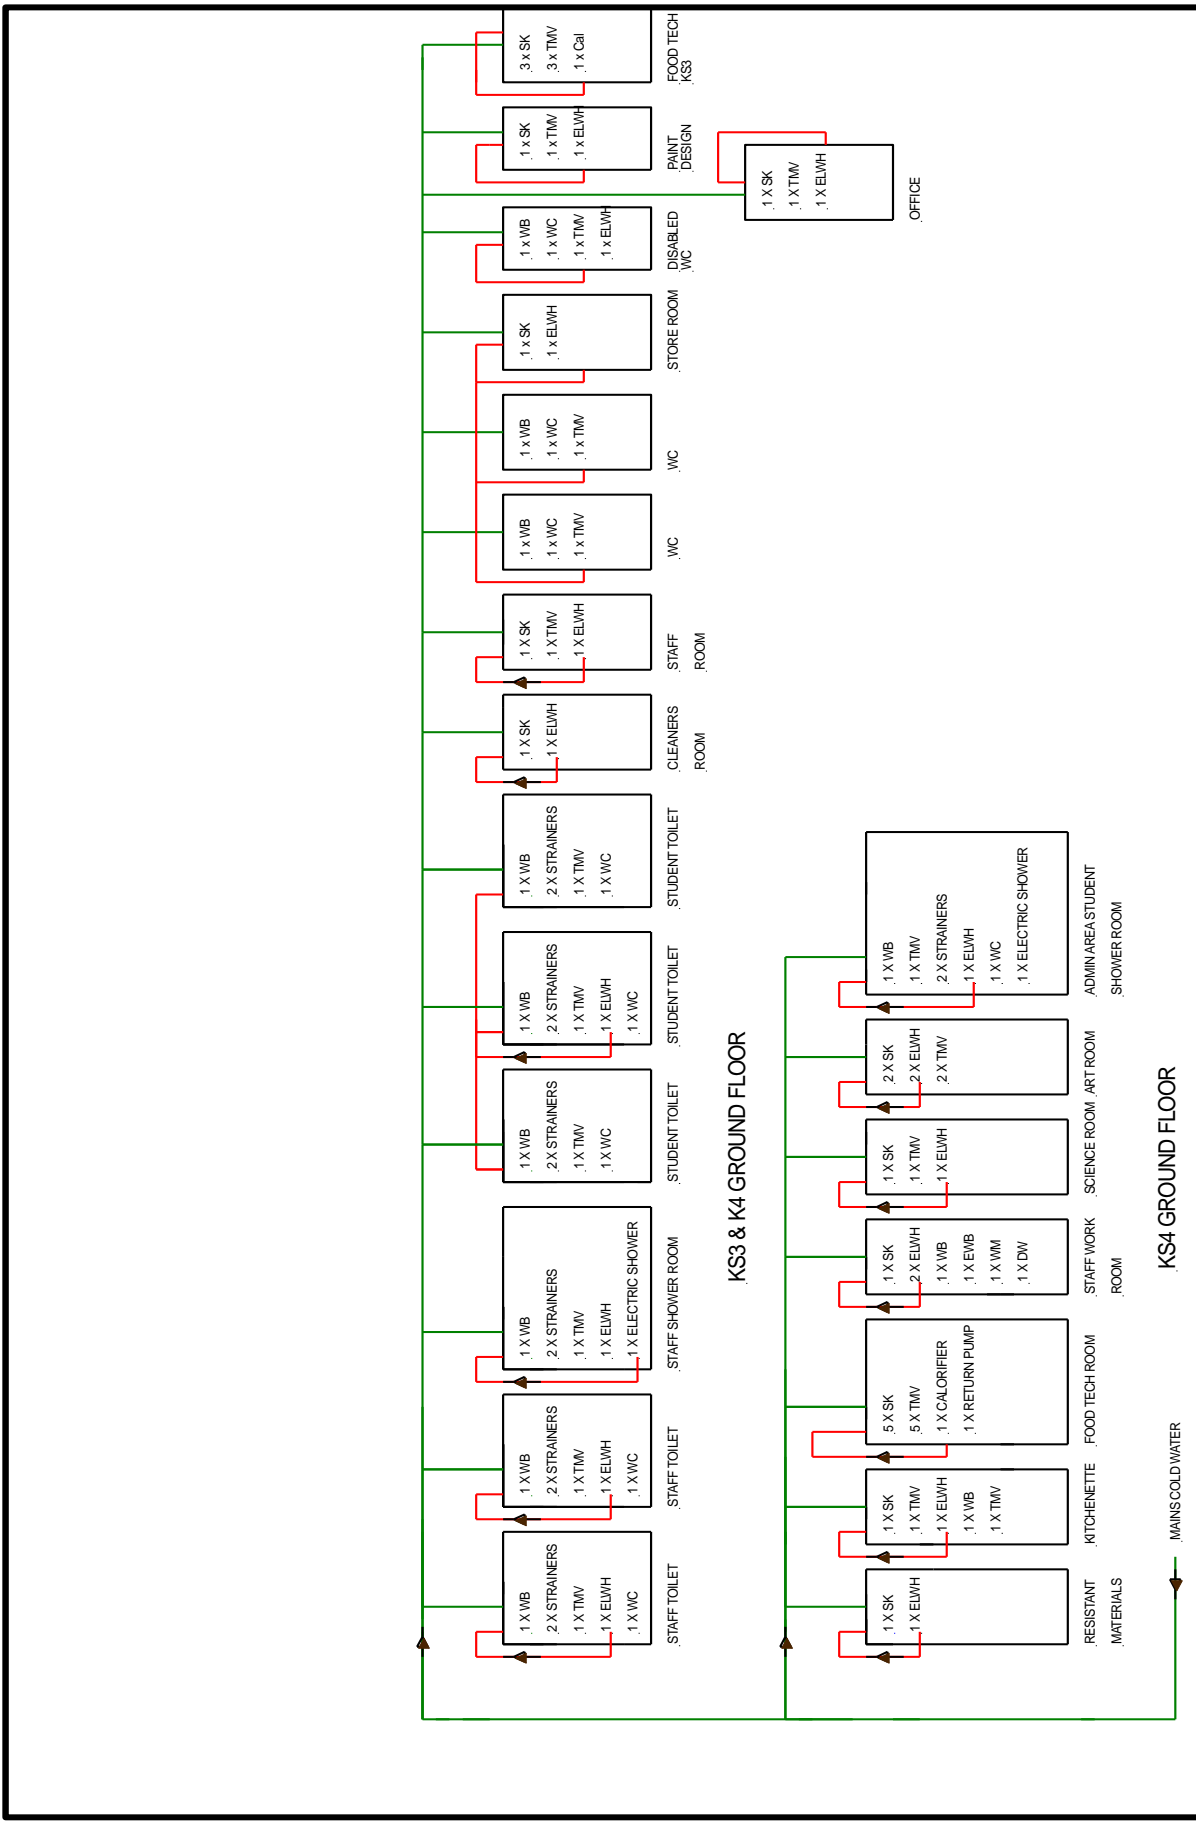 1 X WB
2 X STRAINERS
1 X TMV
1 X ELWH
1 X WC
STAFF TOILET
1 X WB
2 X STRAINERS
1 X TMV
1 X ELWH
1 X WC
STAFF TOILET
1 X WB
2 X STRAINERS
1 X TMV
1 X ELWH
1 X ELECTRIC SHOWER
STAFF SHOWER ROOM
1 X WB
2 X STRAINERS
1 X TMV
1 X WC
STUDENT TOILET
1 X WB
2 X STRAINERS
1 X TMV
1 X ELWH
1 X WC
STUDENT TOILET
1 X WB
2 X STRAINERS
1 X TMV
1 X WC
STUDENT TOILET
1 X SK
1 X ELWH
CLEANERS
ROOM
1 X SK
1 X TMV
1 X ELWH
STAFF
ROOM
1 x WB
1 x WC
1 x TMV
WC
1 x WB
1 x WC
1 x TMV
WC
1 x SK
1 x ELWH
STORE ROOM
1 x WB
1 x WC
1 x TMV
1 x ELWH
DISABLED
WC
1 x SK
1 x TMV
1 x ELWH
PAINT
DESIGN
3 x SK
3 x TMV
1 x Cal
FOOD TECH
KS3
1 X SK
1 X TMV
1 X ELWH
OFFICE
KS3 & K4 GROUND FLOOR
1 X SK
1 X ELWH
RESISTANT
MATERIALS
1 X SK
1 X TMV
1 X ELWH
1 X WB
1 X TMV
KITCHENETTE
5 X SK
5 X TMV
1 X CALORIFIER
1 X RETURN PUMP
FOOD TECH ROOM
1 X SK
2 X ELWH
1 X WB
1 X EWB
1 X WM
1 X DW
STAFF WORK
ROOM
1 X SK
1 X TMV
1 X ELWH
SCIENCE ROOM
2 X SK
2 X ELWH
2 X TMV
ART ROOM
1 X WB
1 X TMV
2 X STRAINERS
1 X ELWH
1 X WC
1 X ELECTRIC SHOWER
ADMIN AREA STUDENT
SHOWER ROOM
KS4 GROUND FLOOR
MAINS COLD WATER